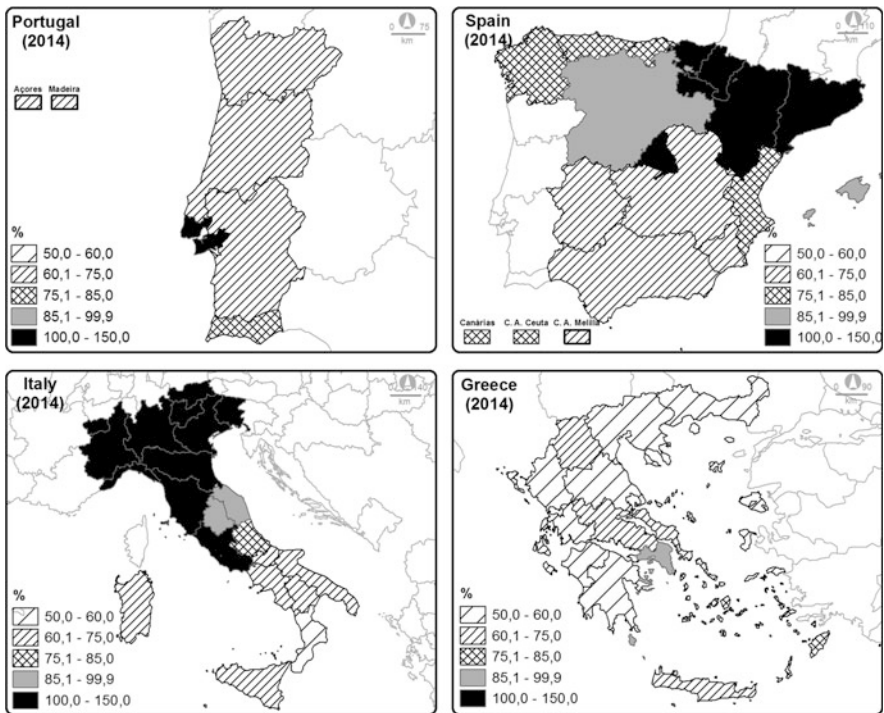 Portugal
(2014)
0 75
km
Açores Madeira
%
50,0 - 60,0
60,1 - 75,0
75,1 - 85,0
85,1 - 99,9
100,0 - 150,0
Spain
(2014)
0 110
km
%
50,0 - 60,0
60,1 - 75,0
75,1 - 85,0
85,1 - 99,9
100,0 - 150,0
Canárias C. A. Ceuta C. A. Melilla
Italy
(2014)
km
%
50,0 - 60,0
60,1 - 75,0
75,1 - 85,0
85,1 - 99,9
100,0 - 150,0
Greece
(2014)
0 90
km
%
50,0 - 60,0
60,1 - 75,0
75,1 - 85,0
85,1 - 99,9
100,0 - 150,0